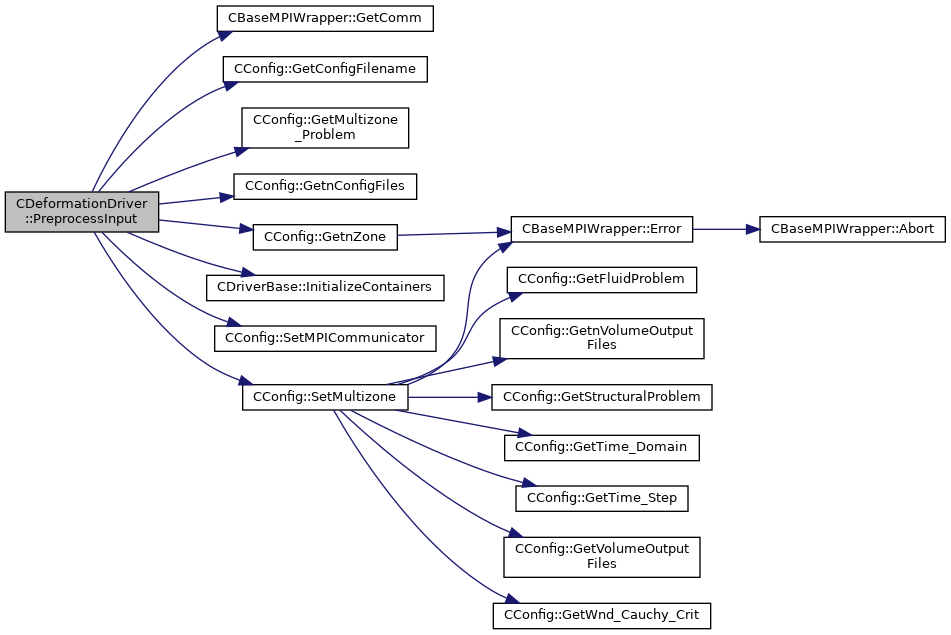 CDeformationDriver
::PreprocessInput
CBaseMPIWrapper::GetComm
CConfig::GetConfigFilename
CConfig::GetMultizone
_Problem
CConfig::GetnConfigFiles
CConfig::GetnZone
CDriverBase::InitializeContainers
CConfig::SetMPICommunicator
CConfig::SetMultizone
CBaseMPIWrapper::Error
CBaseMPIWrapper::Abort
CConfig::GetFluidProblem
CConfig::GetnVolumeOutput
Files
CConfig::GetStructuralProblem
CConfig::GetTime_Domain
CConfig::GetTime_Step
CConfig::GetVolumeOutput
Files
CConfig::GetWnd_Cauchy_Crit